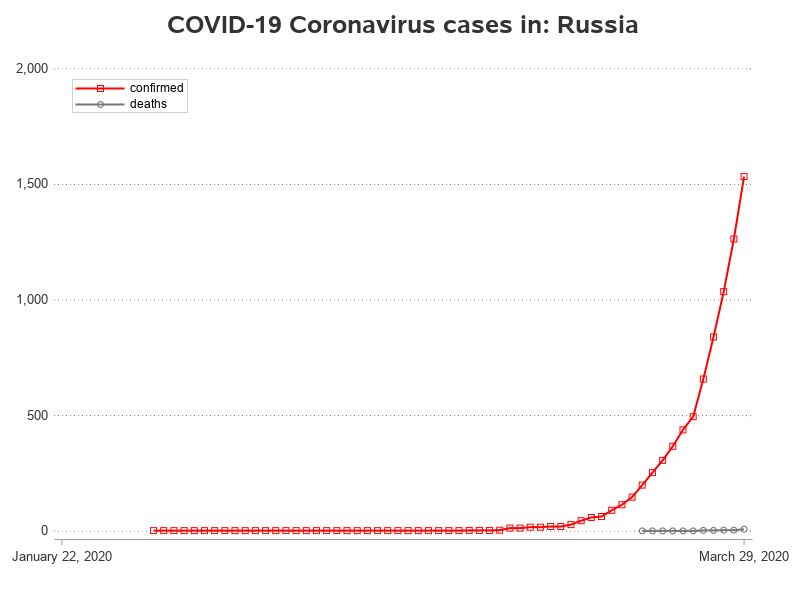 COVID-19 Coronavirus cases in: Russia
2,000
confirmed
deaths
1,500
1,000
500
0
January 22, 2020
March 29, 2020